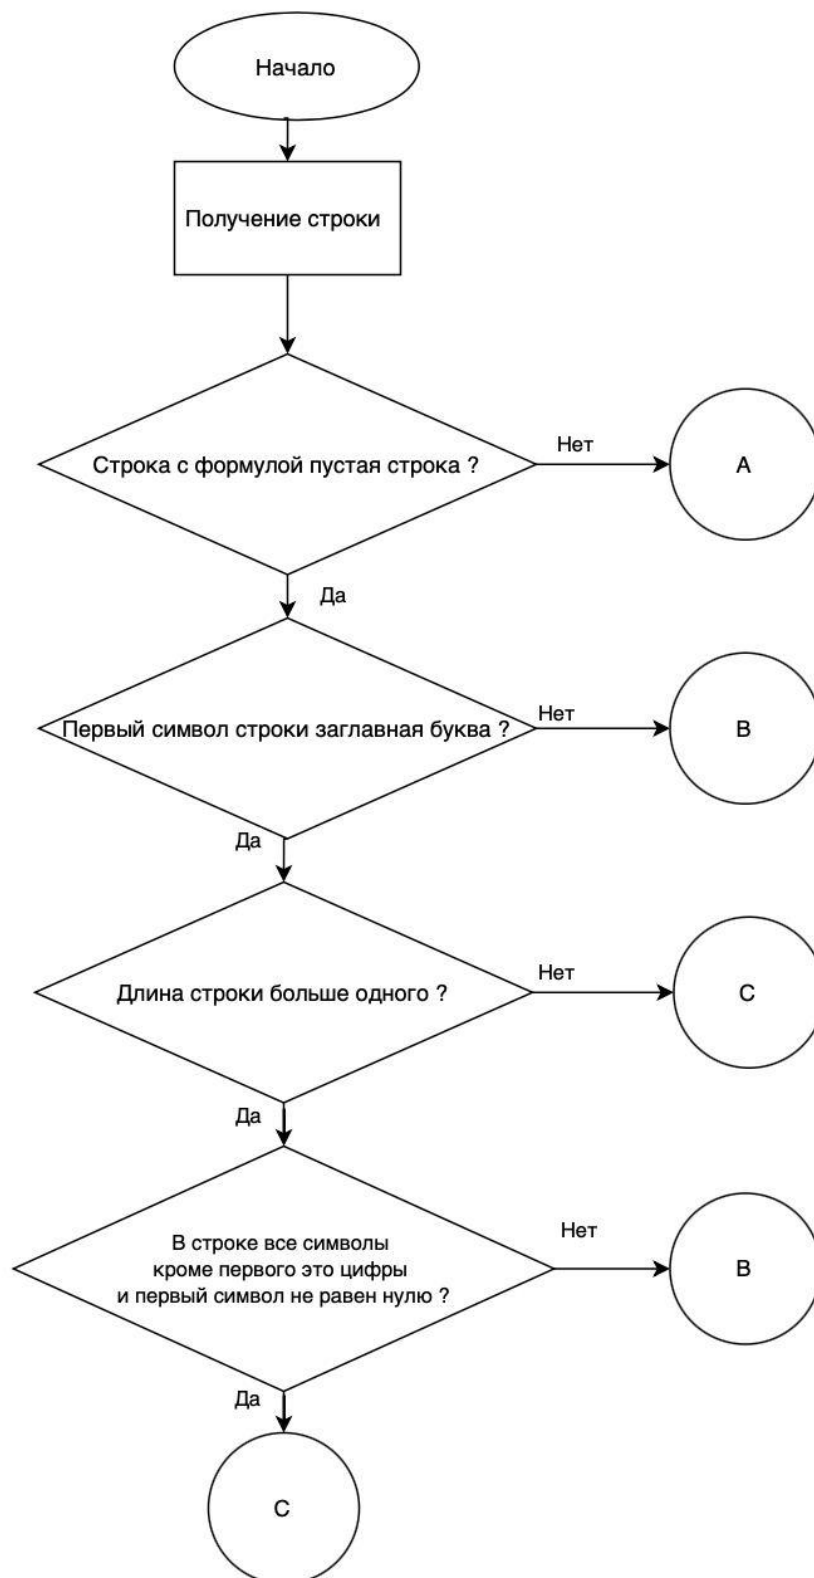 Начало
Получение строки
Строка с формулой пустая строка ?
Нет
A
Да
Первый символ строки заглавная буква ?
Нет
B
Да
Длина строки больше одного ?
Нет
C
Да
В строке все символы
кроме первого это цифры
и первый символ не равен нулю ?
Нет
B
Да
C